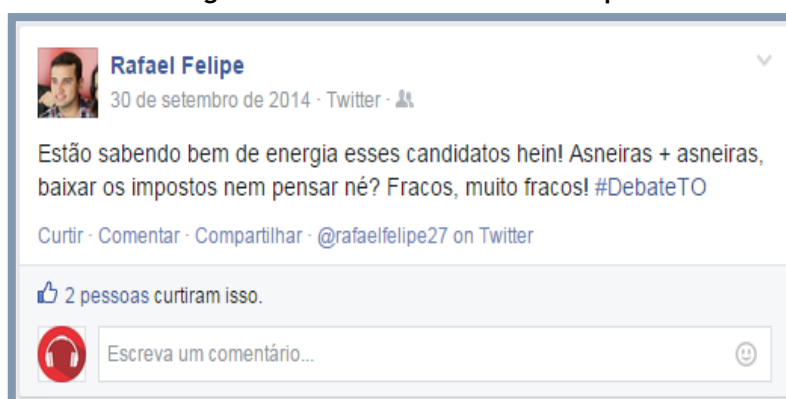 Rafael Felipe
30 de setembro de 2014 · Twitter ·
Estão sabendo bem de energia esses candidatos hein! Asneiras + asneiras,
baixar os impostos nem pensar né? Fracos, muito fracos! #DebateTO
Curtir · Comentar · Compartilhar · @rafaelfelipe27 on Twitter
2 pessoas curtiram isso.
Escreva um comentário...